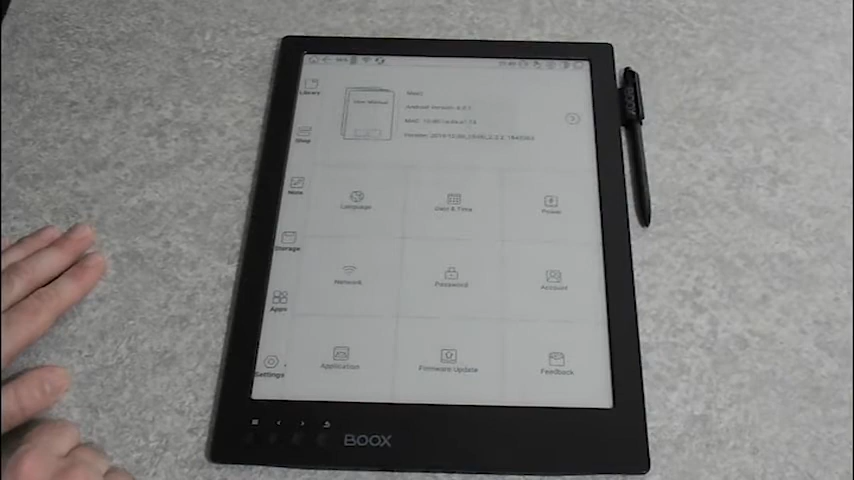 Library
User Manual
Shop
Note
Language
Date & Time
Power
Storage
Network
Password
Account
Apps
Application
Firmware Update
Feedback
Settings
BOOX
BOOX